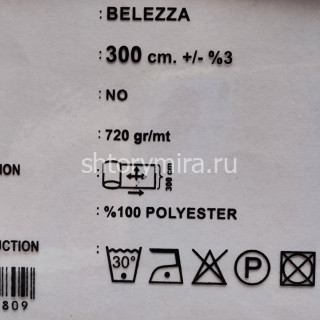 : BELEZZA
: 300 cm. +/- %3
: NO
: 720 gr/mt
shtorymira.ru
ION : 300 cm
: %100 POLYESTER
UCTION : 30° P
809